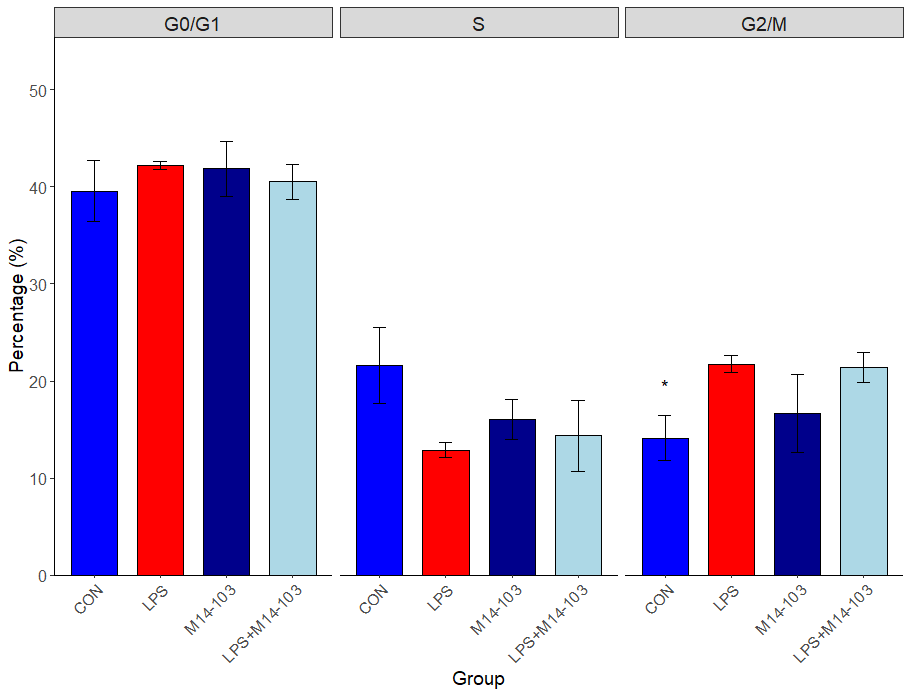 G0/G1 S G2/M
Percentage (%)
50
40
30
20
10
0
*
CON LPS M14-103 LPS+M14-103 CON LPS M14-103 LPS+M14-103 CON LPS M14-103 LPS+M14-103
Group